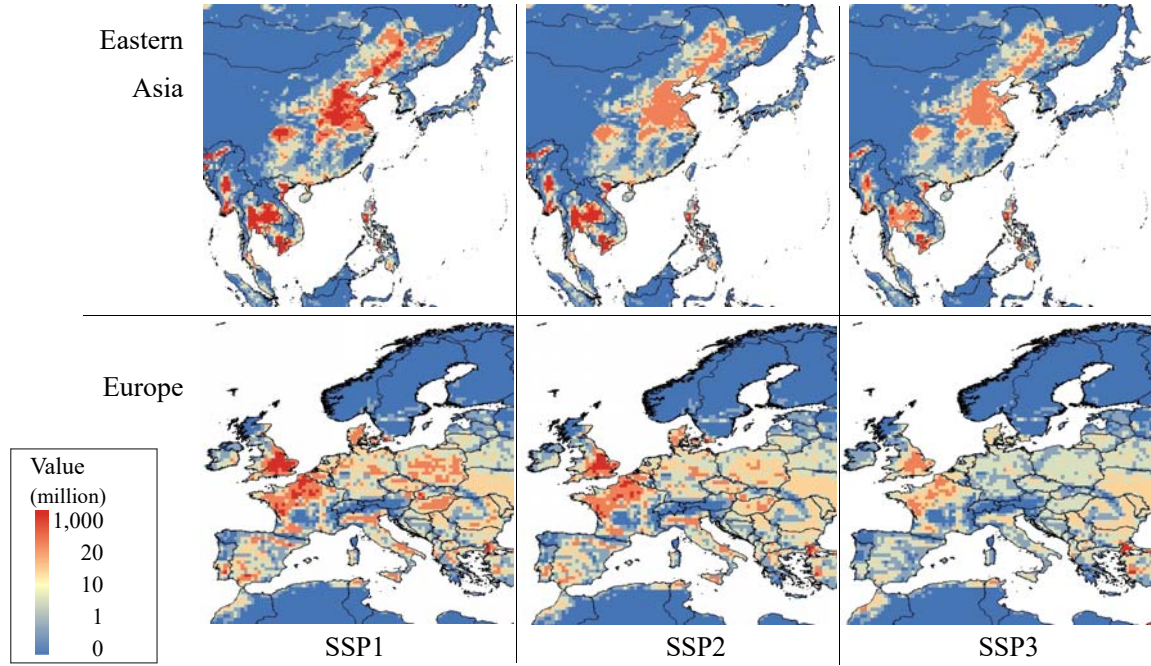 Eastern
Asia
Europe
Value
(million)
1,000
20
10
1
0
SSP1
SSP2
SSP3